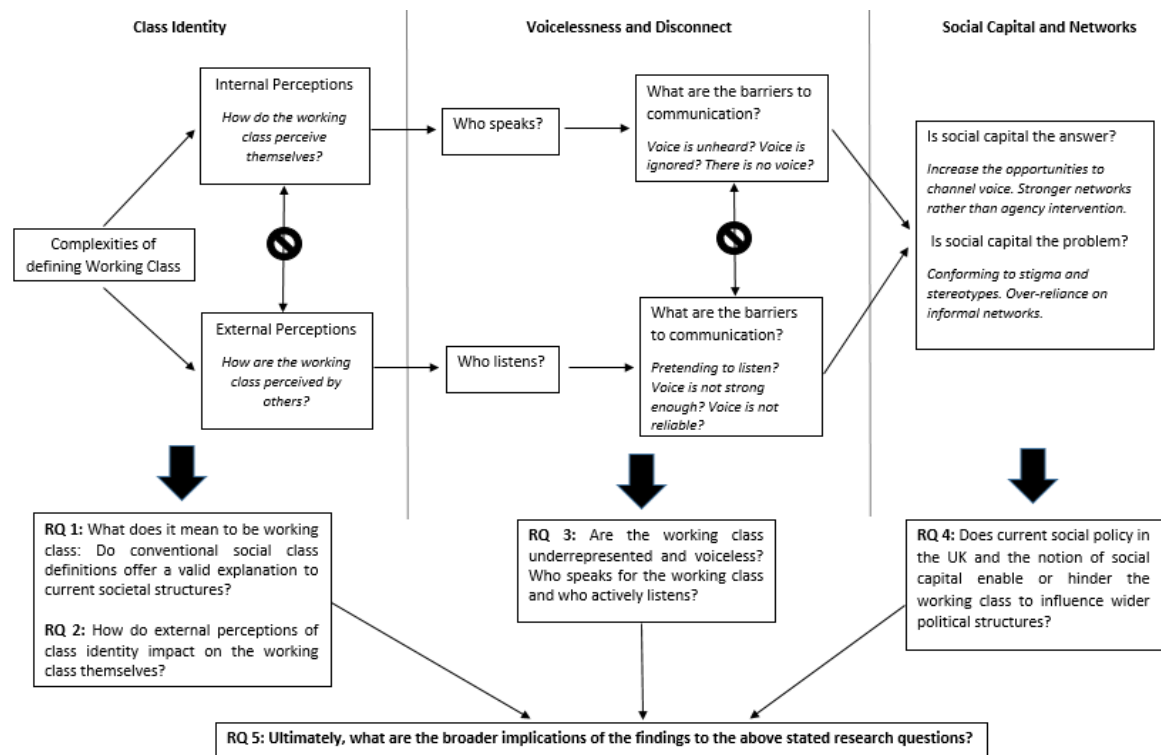 Class Identity
Voicelessness and Disconnect
Social Capital and Networks
Internal Perceptions
How do the working
class perceive
themselves?
Who speaks?
What are the barriers to
communication?
Voice is unheard? Voice is
ignored? There is no voice?
Complexities of
defining Working Class
External Perceptions
How are the working
class perceived by
others?
Who listens?
What are the barriers
to communication?
Pretending to listen?
Voice is not strong
enough? Voice is not
reliable?
Is social capital the answer?
Increase the opportunities to
channel voice. Stronger networks
rather than agency intervention.
Is social capital the problem?
Conforming to stigma and
stereotypes. Over-reliance on
informal networks.
RQ 1: What does it mean to be working
class: Do conventional social class
definitions offer a valid explanation to
current societal structures?
RQ 2: How do external perceptions of
class identity impact on the working
class themselves?
RQ 3: Are the working class
underrepresented and voiceless?
Who speaks for the working class
and who actively listens?
RQ 4: Does current social policy in
the UK and the notion of social
capital enable or hinder the
working class to influence wider
political structures?
RQ 5: Ultimately, what are the broader implications of the findings to the above stated research questions?